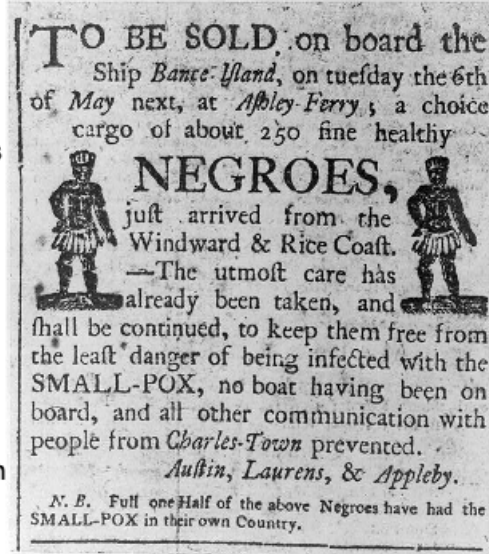 TO BE SOLD, on board the
Ship Bance-Iſland, on tueſday the 6th
of May next, at Aſhley-Ferry; a choice
cargo of about 250 fine healthy
NEGROES,
juſt arrived from the
Windward & Rice Coaſt.
—The utmoſt care has
already been taken, and
ſhall be continued, to keep them free from
the leaſt danger of being infected with the
SMALL-POX, no boat having been on
board, and all other communication with
people from Charles-Town prevented.
Auſtin, Laurens, & Appleby.
N. B. Full one Half of the above Negroes have had the
SMALL-POX in their own Country.